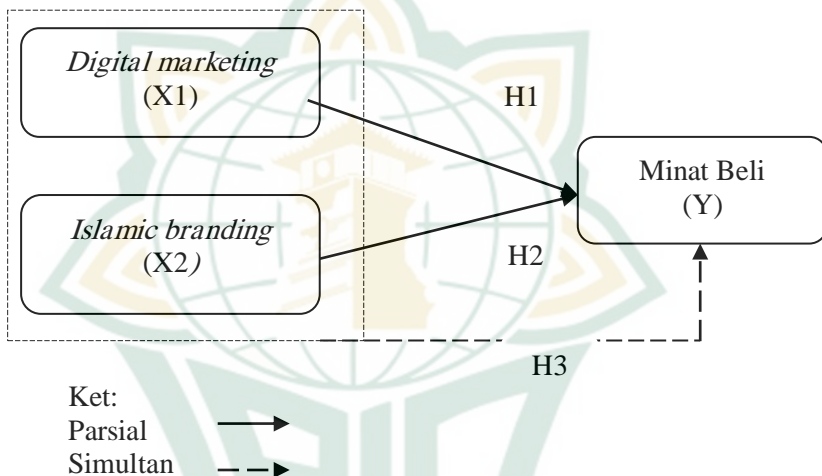 Digital marketing
(X1)
H1
Minat Beli
(Y)
Islamic branding
(X2)
H2
H3
Ket:
Parsial
Simultan